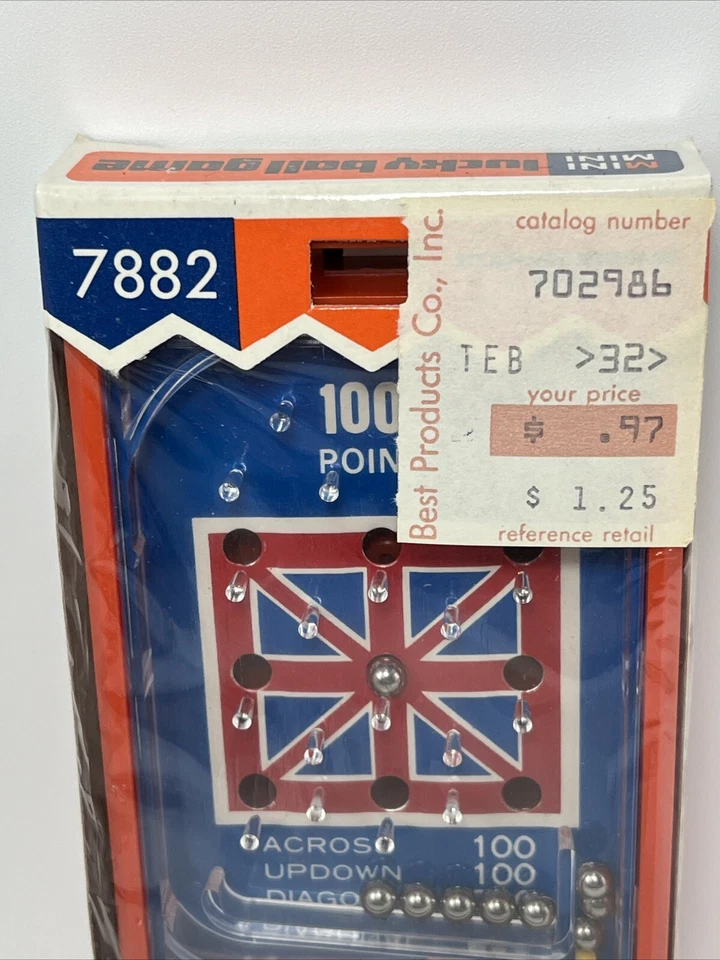 MINI lucky ball game
7882
Best Products Co., Inc.
catalog number
702986
TEB >32>
your price
$ .97
$ 1.25
reference retail
100
POIN
ACROS 100
UPDOWN 100
DIAGO